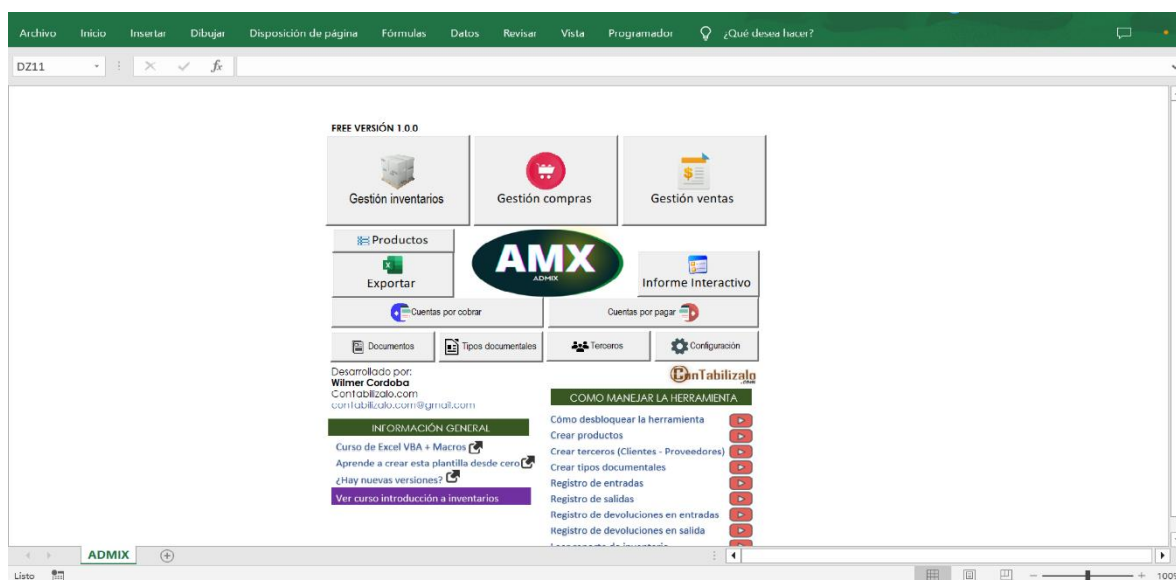 Archivo Inicio Insertar Dibujar Disposición de página Fórmulas Datos Revisar Vista Programador ¿Qué desea hacer?
DZ11 fx
FREE VERSIÓN 1.0.0
Gestión inventarios Gestión compras Gestión ventas
Productos
AMX
ADMIX
Exportar Informe Interactivo
Cuentas por cobrar Cuentas por pagar
Documentos Tipos documentales Terceros Configuración
Desarrollado por:
Wilmer Cordoba
Contabilizalo.com
contabilizalo.com@gmail.com
INFORMACIÓN GENERAL
Curso de Excel VBA + Macros
Aprende a crear esta plantilla desde cero
¿Hay nuevas versiones?
Ver curso introducción a inventarios
ConTabilizalo
.com
COMO MANEJAR LA HERRAMIENTA
Cómo desbloquear la herramienta
Crear productos
Crear terceros (Clientes - Proveedores)
Crear tipos documentales
Registro de entradas
Registro de salidas
Registro de devoluciones en entradas
Registro de devoluciones en salida
ADMIX
Listo 100%